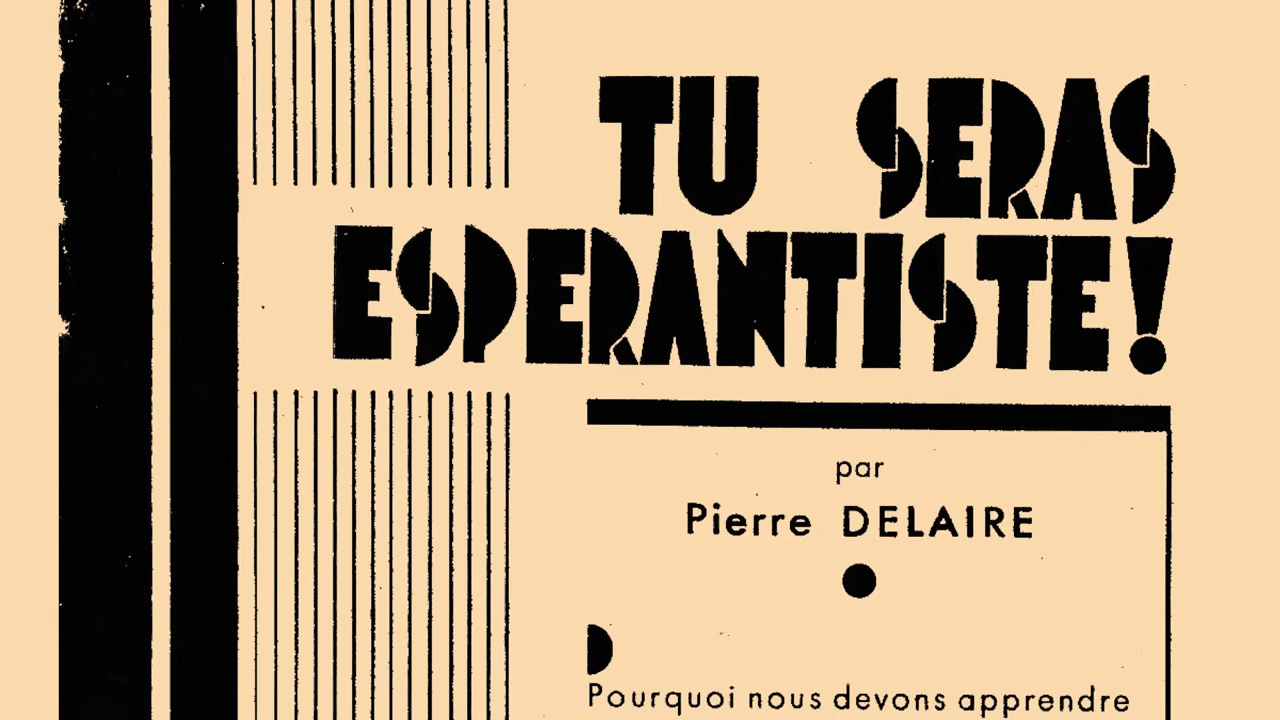 TU SERAS
ESPERANTISTE!
par
Pierre DELAIRE
Pourquoi nous devons apprendre